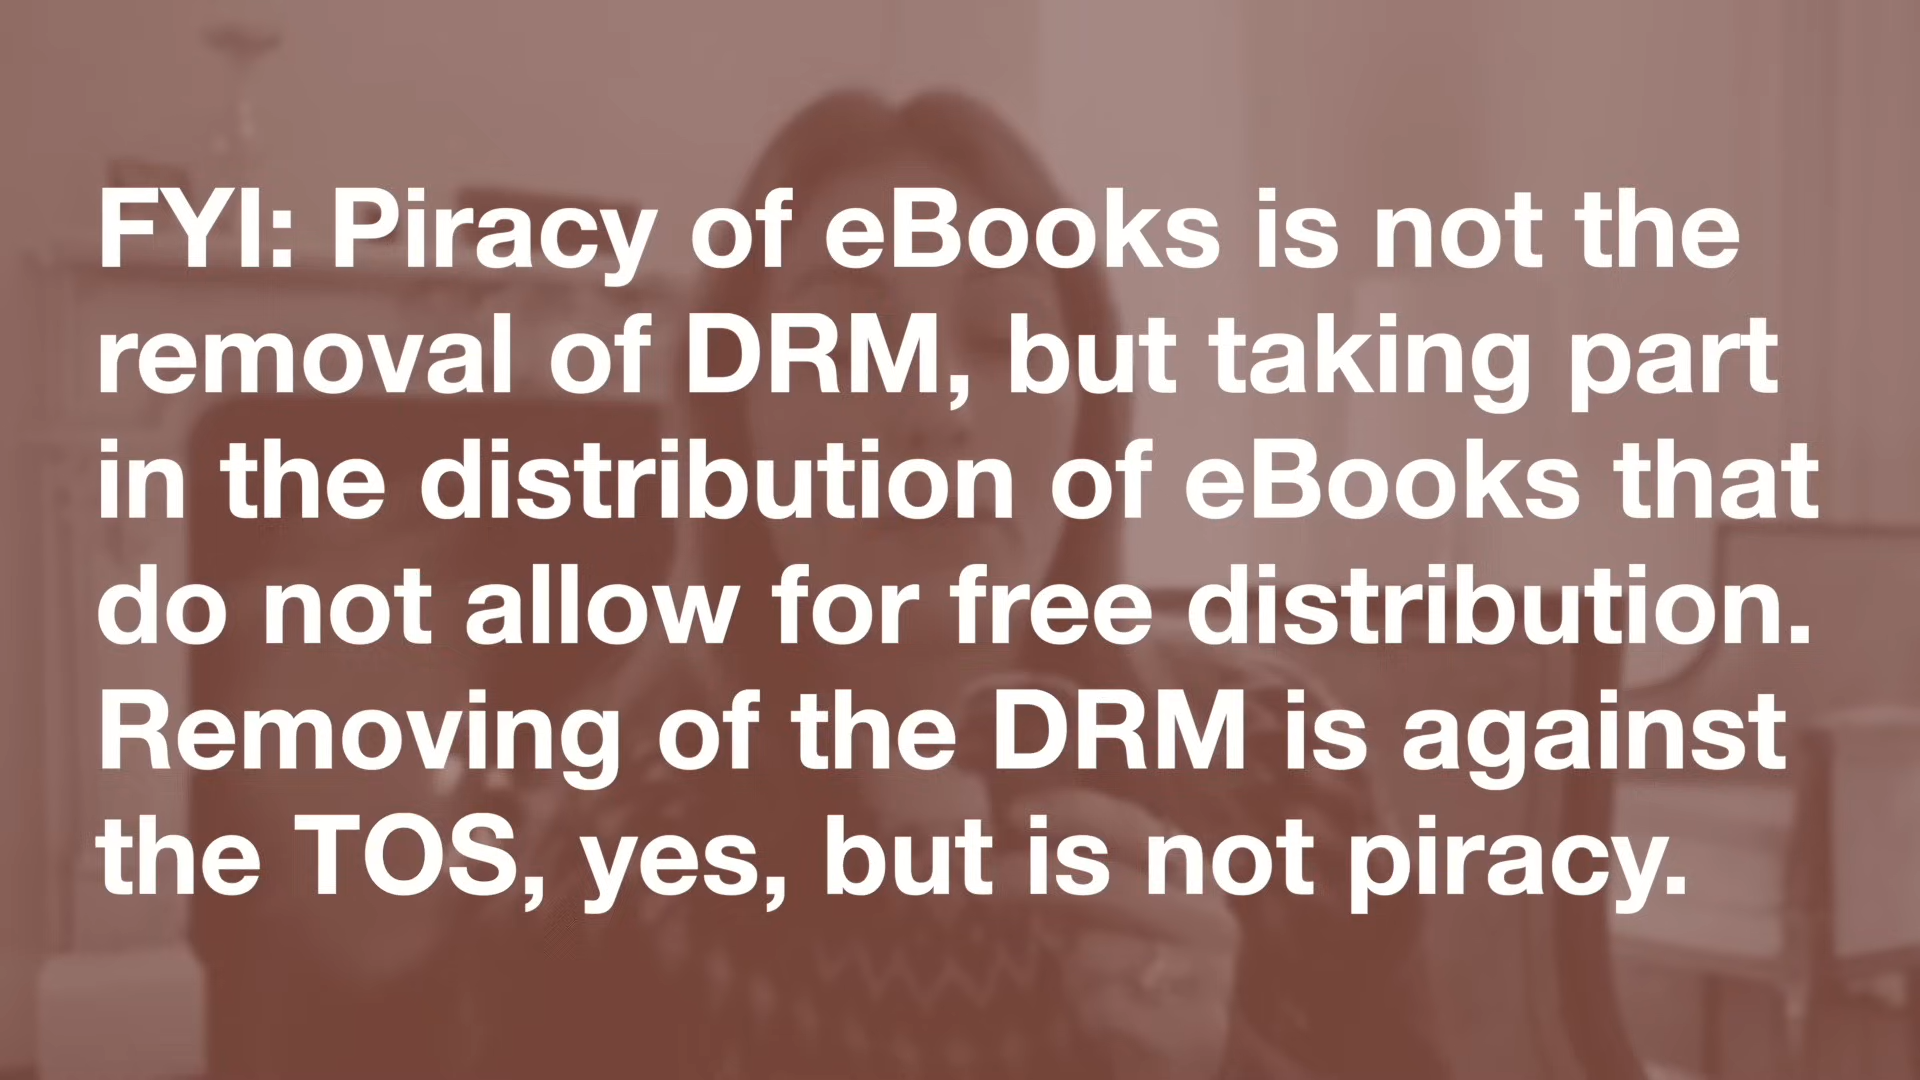 FYI: Piracy of eBooks is not the
removal of DRM, but taking part
in the distribution of eBooks that
do not allow for free distribution.
Removing of the DRM is against
the TOS, yes, but is not piracy.